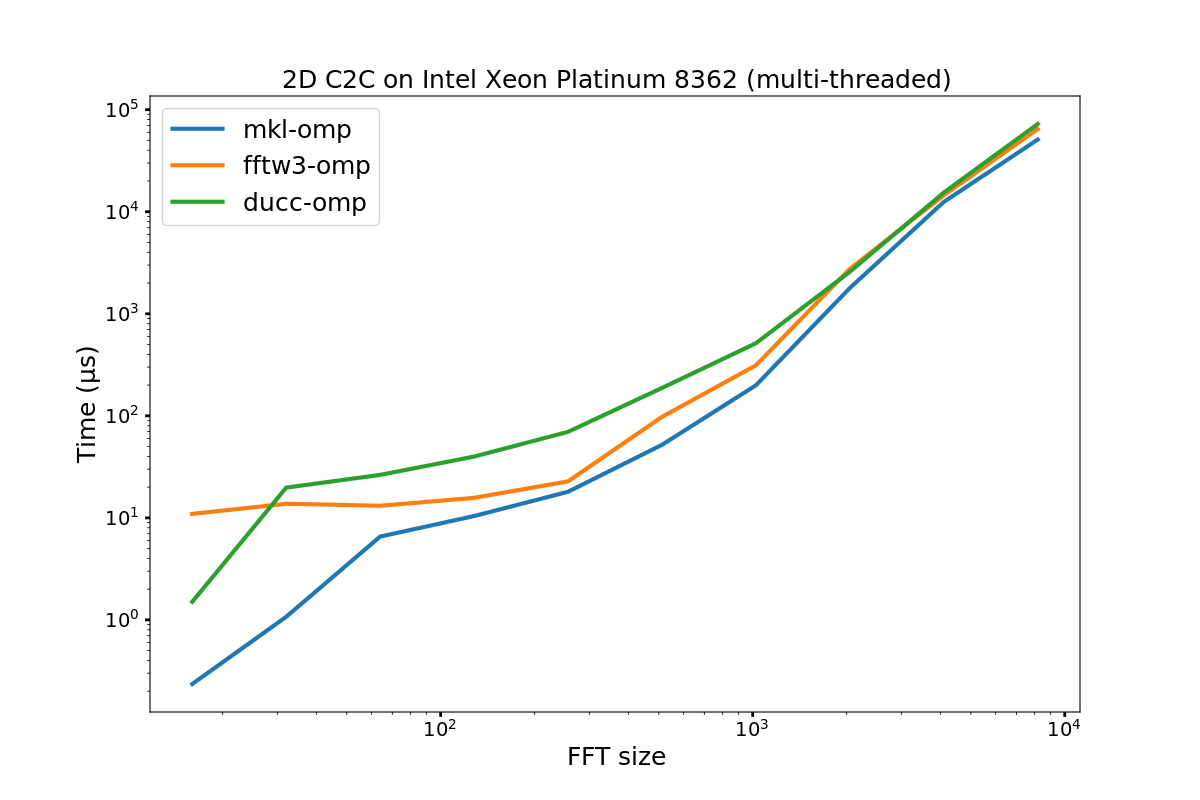 2D C2C on Intel Xeon Platinum 8362 (multi-threaded)
mkl-omp
fftw3-omp
ducc-omp
Time (µs)
10⁵
10⁴
10³
10²
10¹
10⁰
10² 10³ 10⁴
FFT size